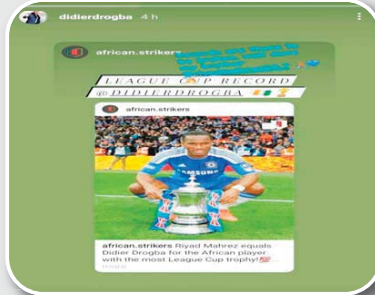 didierdrogba 4 h
african.strikers
LEAGUE CUP RECORD
@DIDIERDROGBA
african.strikers
african.strikers Riyad Mahrez equals
Didier Drogba for the African player
with the most League Cup trophy!💯